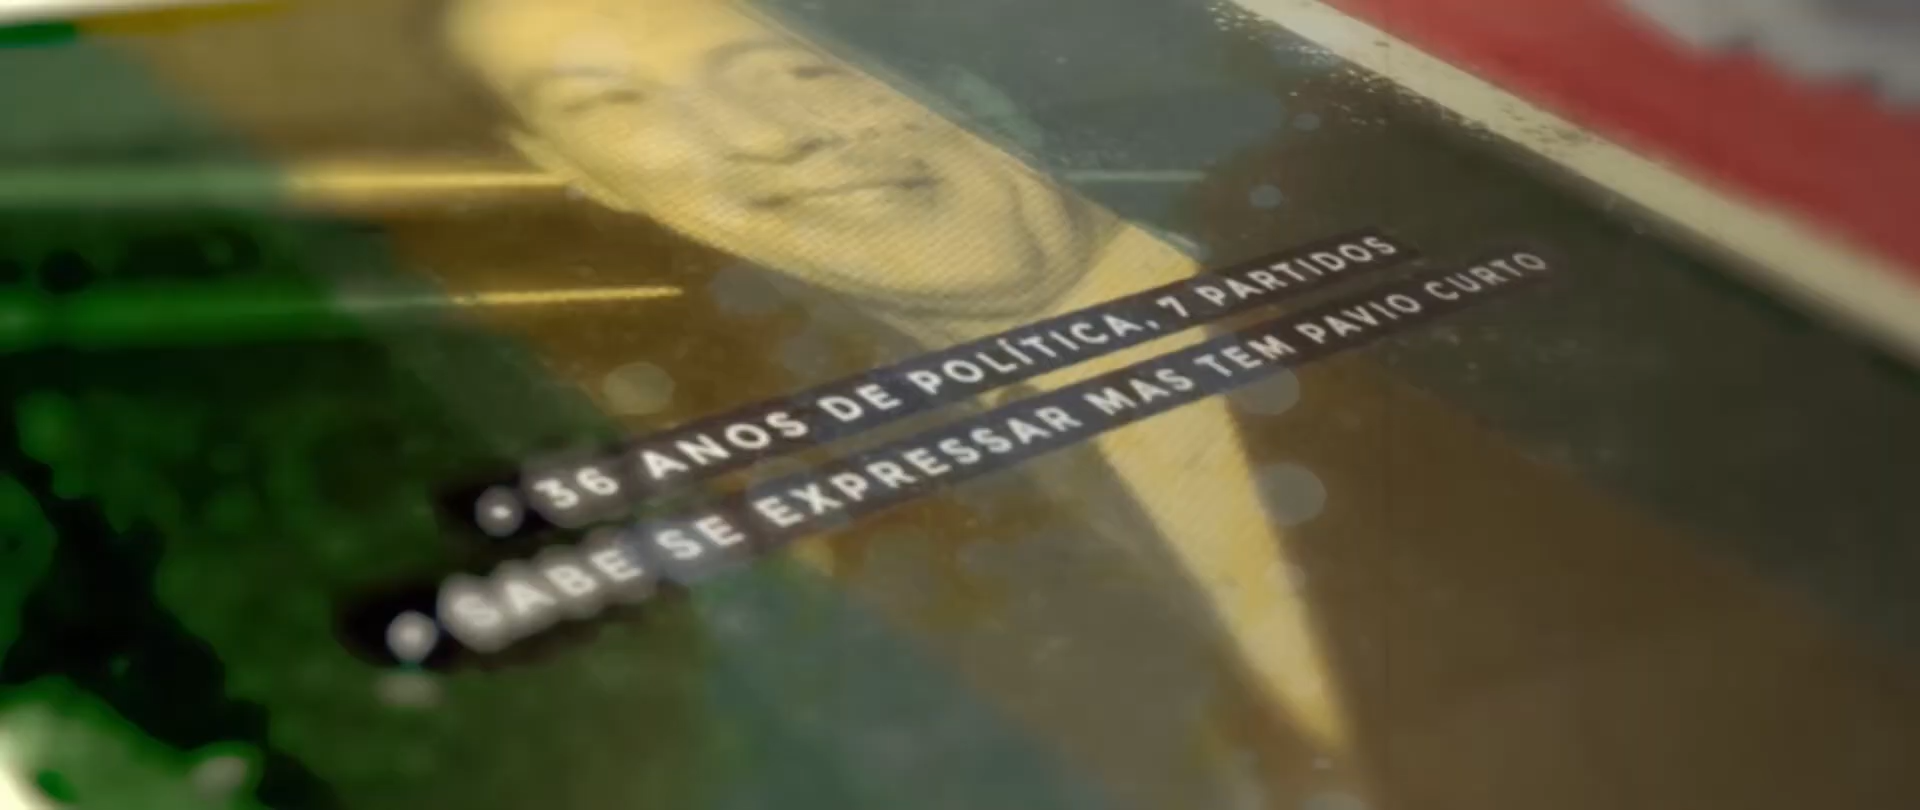 • 36 ANOS DE POLÍTICA, 7 PARTIDOS
• SABE SE EXPRESSAR MAS TEM PAVIO CURTO